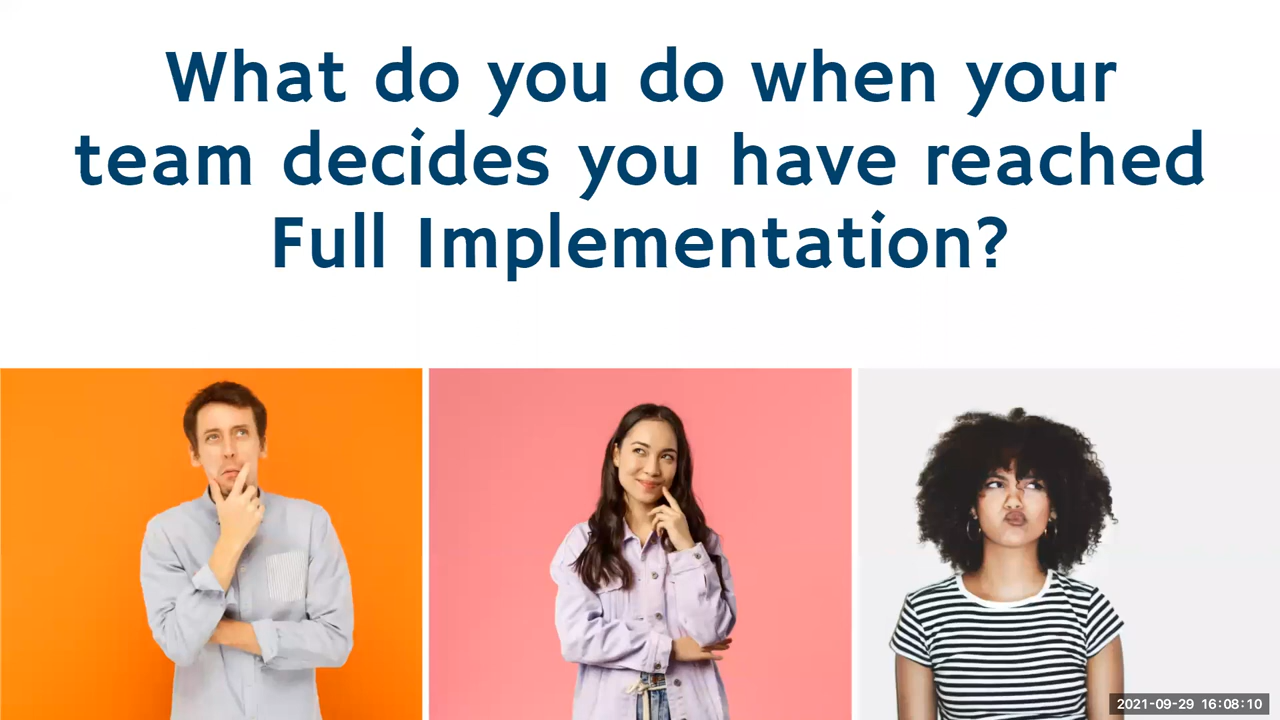 What do you do when your
team decides you have reached
Full Implementation?
2021-09-29 16:08:10